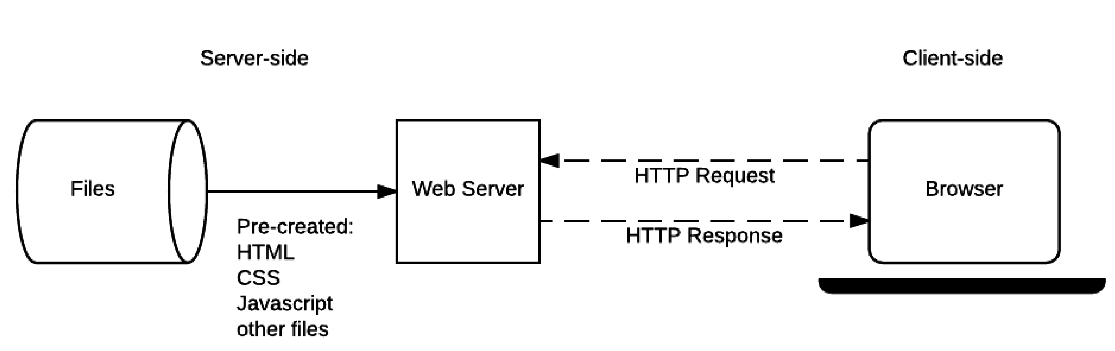 Server-side
Client-side
Files
Web Server
HTTP Request
Browser
HTTP Response
Pre-created:
HTML
CSS
Javascript
other files